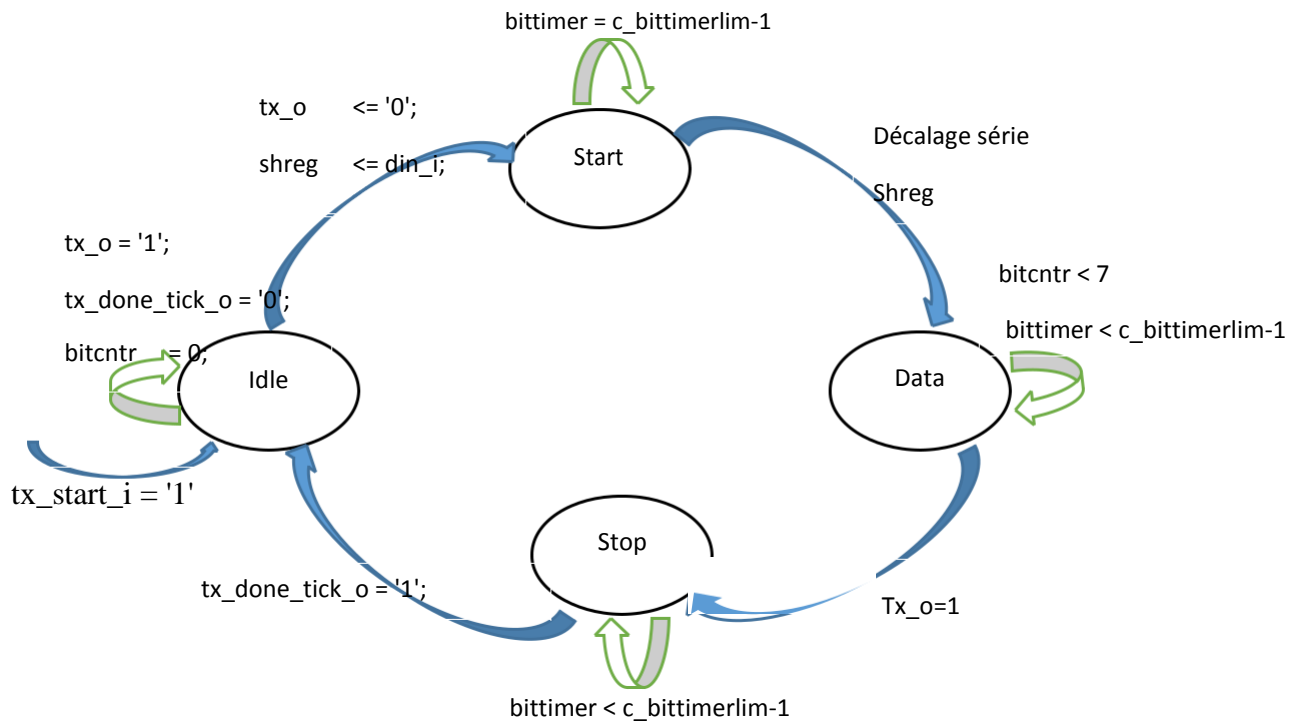 bittimer = c_bittimerlim-1
tx_o <= '0';
shreg <= din_i;
Start
Décalage série
Shreg
tx_o = '1';
tx_done_tick_o = '0';
bitcntr = 0;
Idle
bitcntr < 7
bittimer < c_bittimerlim-1
Data
tx_start_i = '1'
Stop
tx_done_tick_o = '1';
Tx_o=1
bittimer < c_bittimerlim-1